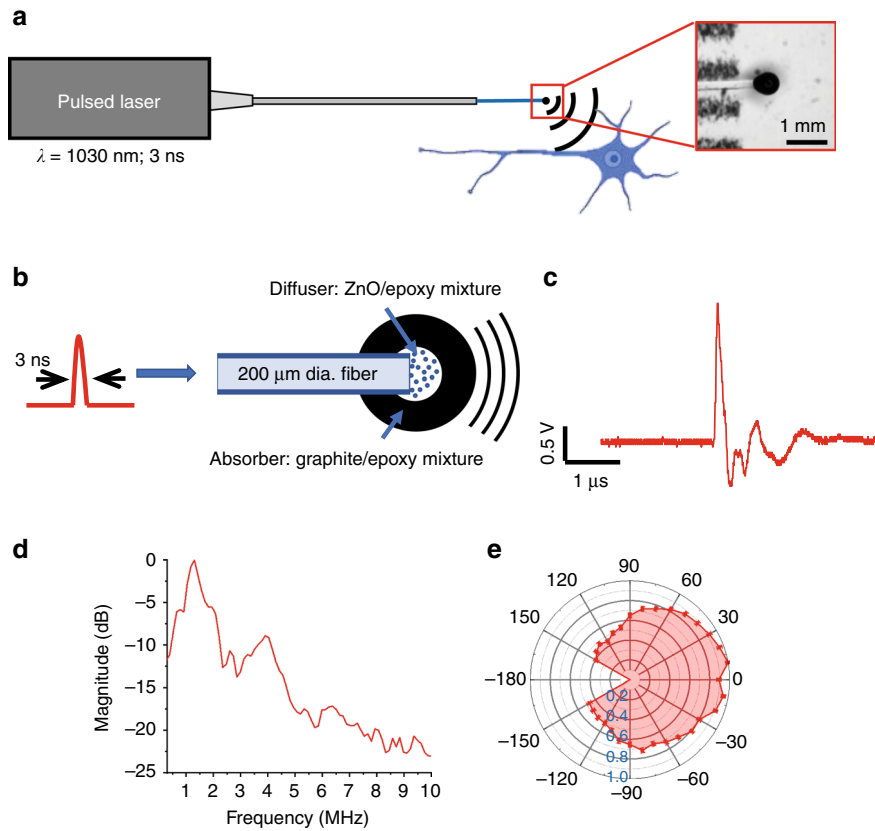 a
Pulsed laser
λ = 1030 nm; 3 ns
1 mm
b
Diffuser: ZnO/epoxy mixture
3 ns
200 μm dia. fiber
Absorber: graphite/epoxy mixture
c
0.5 V
1 μs
d
Magnitude (dB)
0
−5
−10
−15
−20
−25
1 2 3 4 5 6 7 8 9 10
Frequency (MHz)
e
90
120 60
150 30
−180 0
0.2
0.4
0.6
0.8
1.0
−150 −30
−120 −60
−90